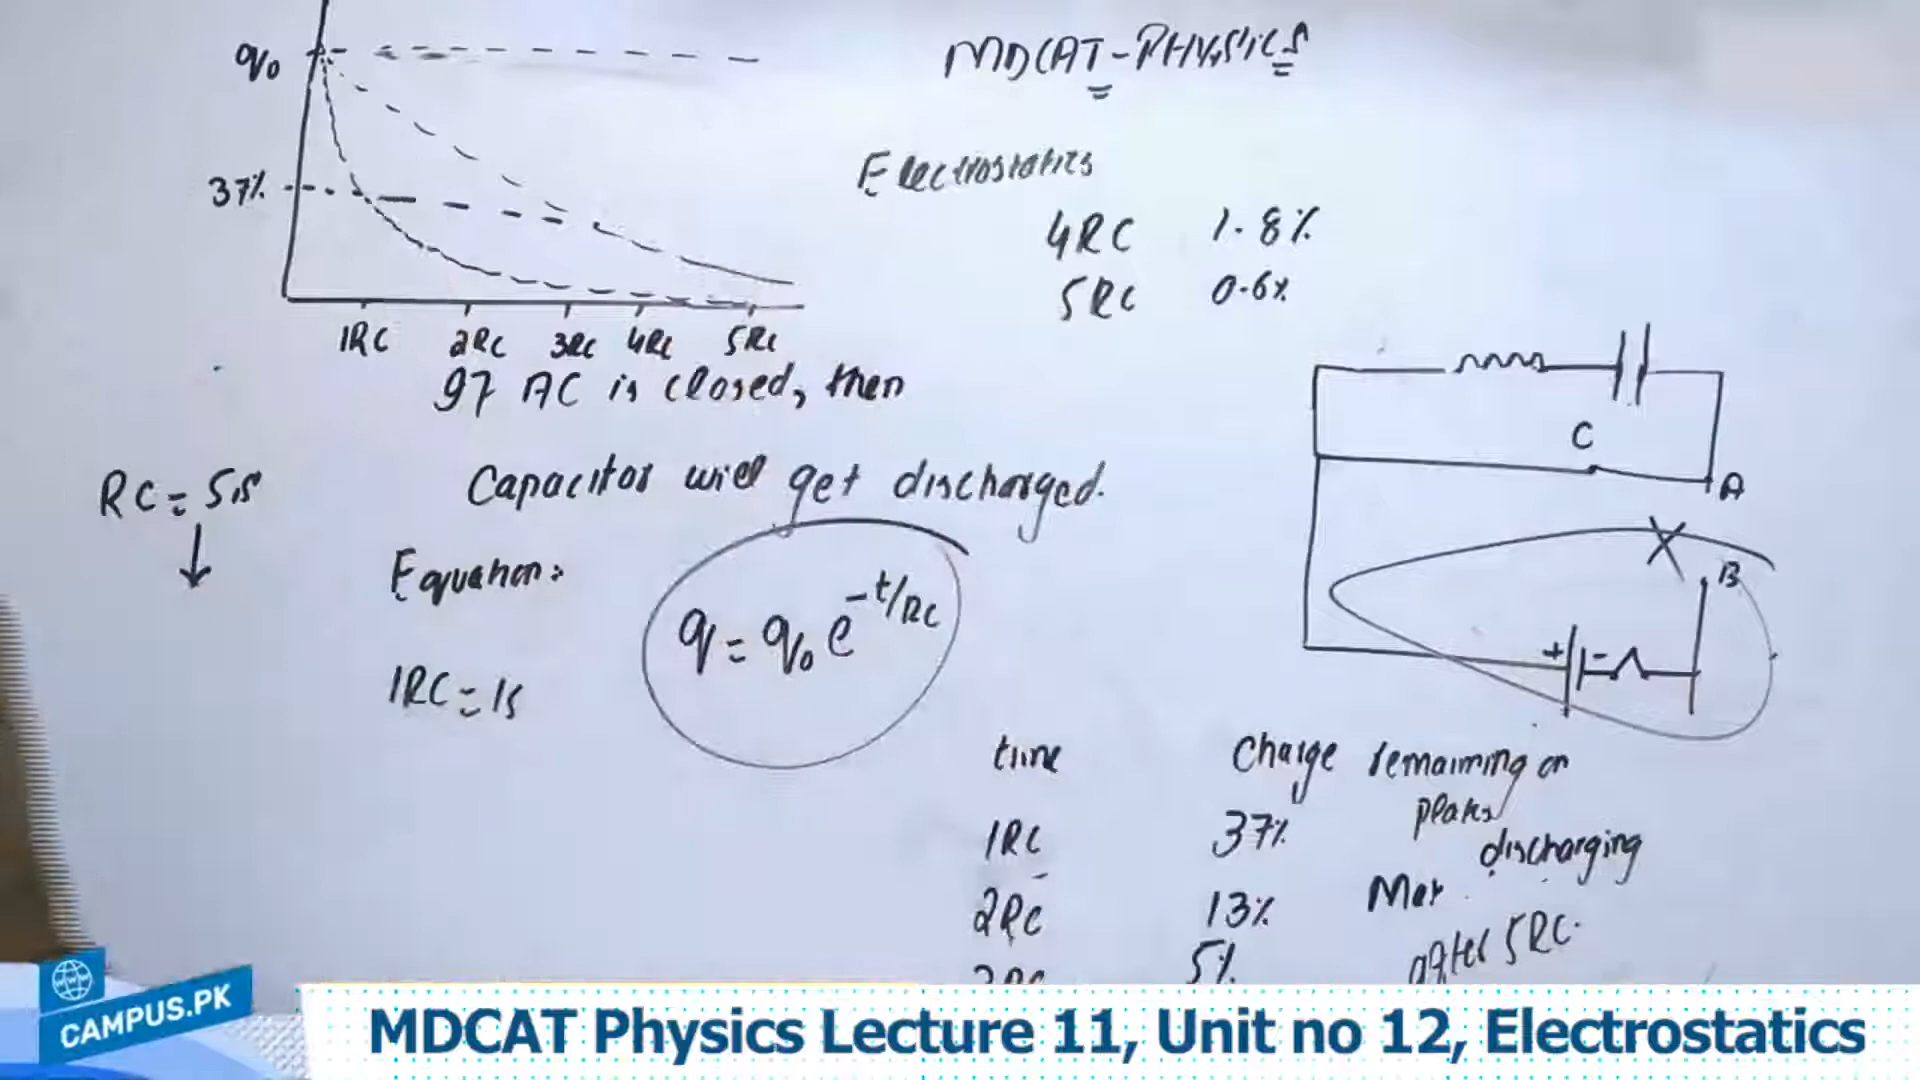 MDCAT-PHYSICS
q₀
37%
1RC 2RC 3RC 4RC 5RC
Electrostatics
4RC 1.8%
5RC 0.6%
If AC is closed, then
Capacitor will get discharged.
RC = 5s
Equation:
q = q₀ e^-t/RC
1RC = 1s
C
A
B
+ -
time Charge remaining on
plates
1RC 37%
discharging
2RC 13% Max
5% after 5RC.
CAMPUS.PK
MDCAT Physics Lecture 11, Unit no 12, Electrostatics